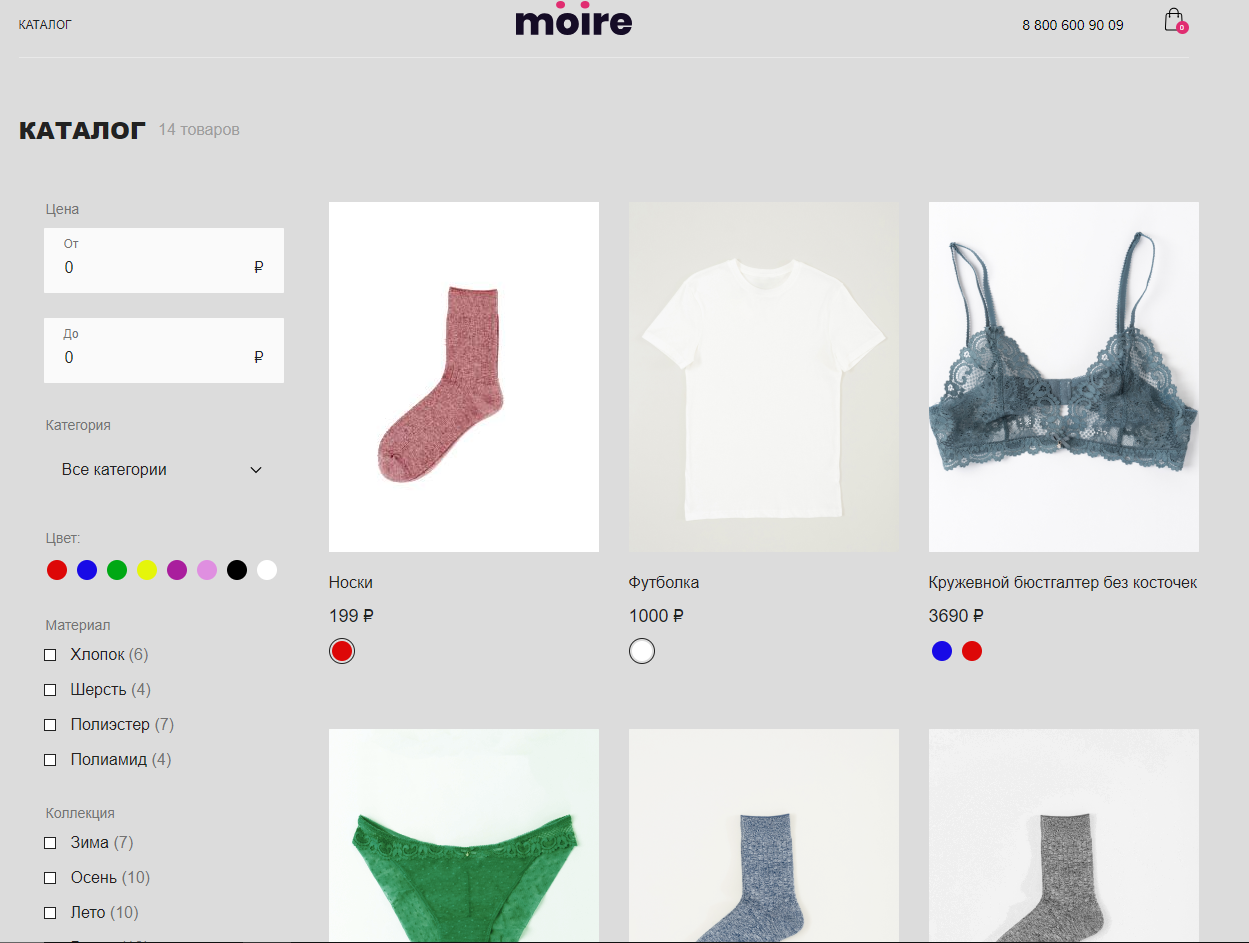 КАТАЛОГ
möire
8 800 600 90 09
0
КАТАЛОГ 14 товаров
Цена
От
0 ₽
До
0 ₽
Категория
Все категории
Цвет:
Материал
Хлопок (6)
Шерсть (4)
Полиэстер (7)
Полиамид (4)
Коллекция
Зима (7)
Осень (10)
Лето (10)
Носки
199 ₽
Футболка
1000 ₽
Кружевной бюстгалтер без косточек
3690 ₽